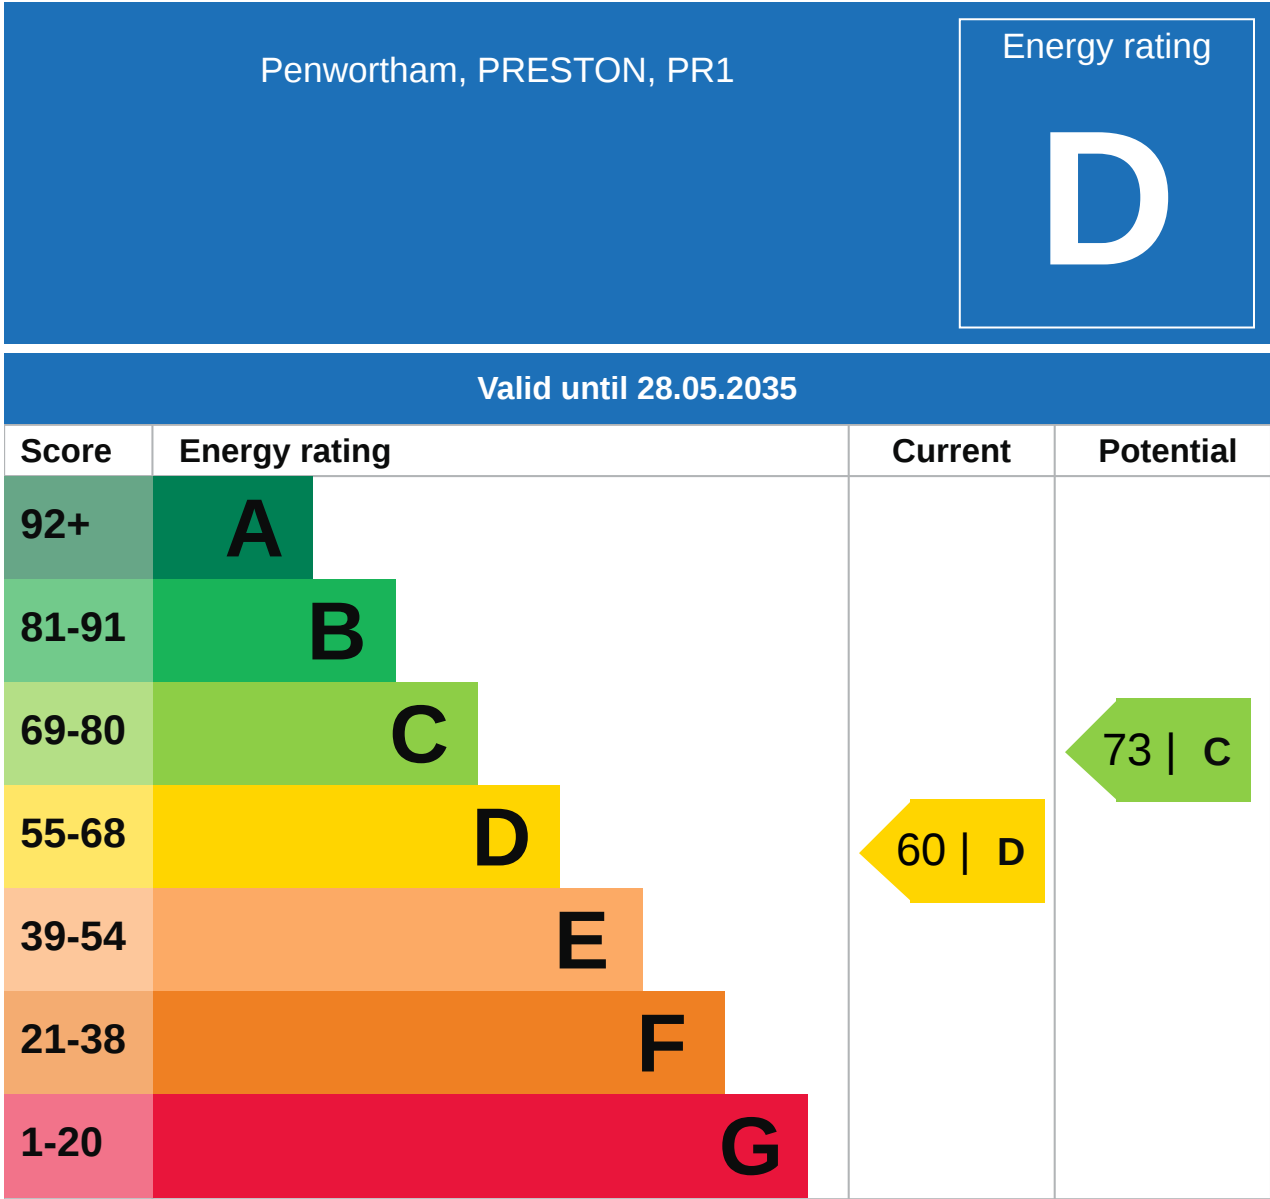 Penwortham, PRESTON, PR1
Energy rating
D
Valid until 28.05.2035
Score Energy rating Current Potential
92+ A
81-91 B
69-80 C 73 | C
55-68 D 60 | D
39-54 E
21-38 F
1-20 G